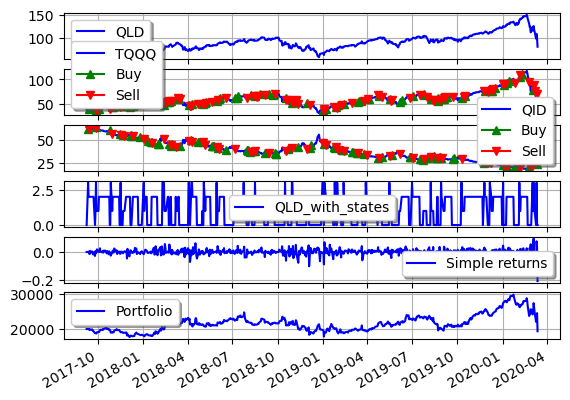 150
100
QLD
TQQQ
Buy
Sell
100
50
QID
Buy
Sell
50
25
2.5
0.0
QLD_with_states
0.0
−0.2
Simple returns
30000
20000
Portfolio
2017-10
2018-01
2018-04
2018-07
2018-10
2019-01
2019-04
2019-07
2019-10
2020-01
2020-04